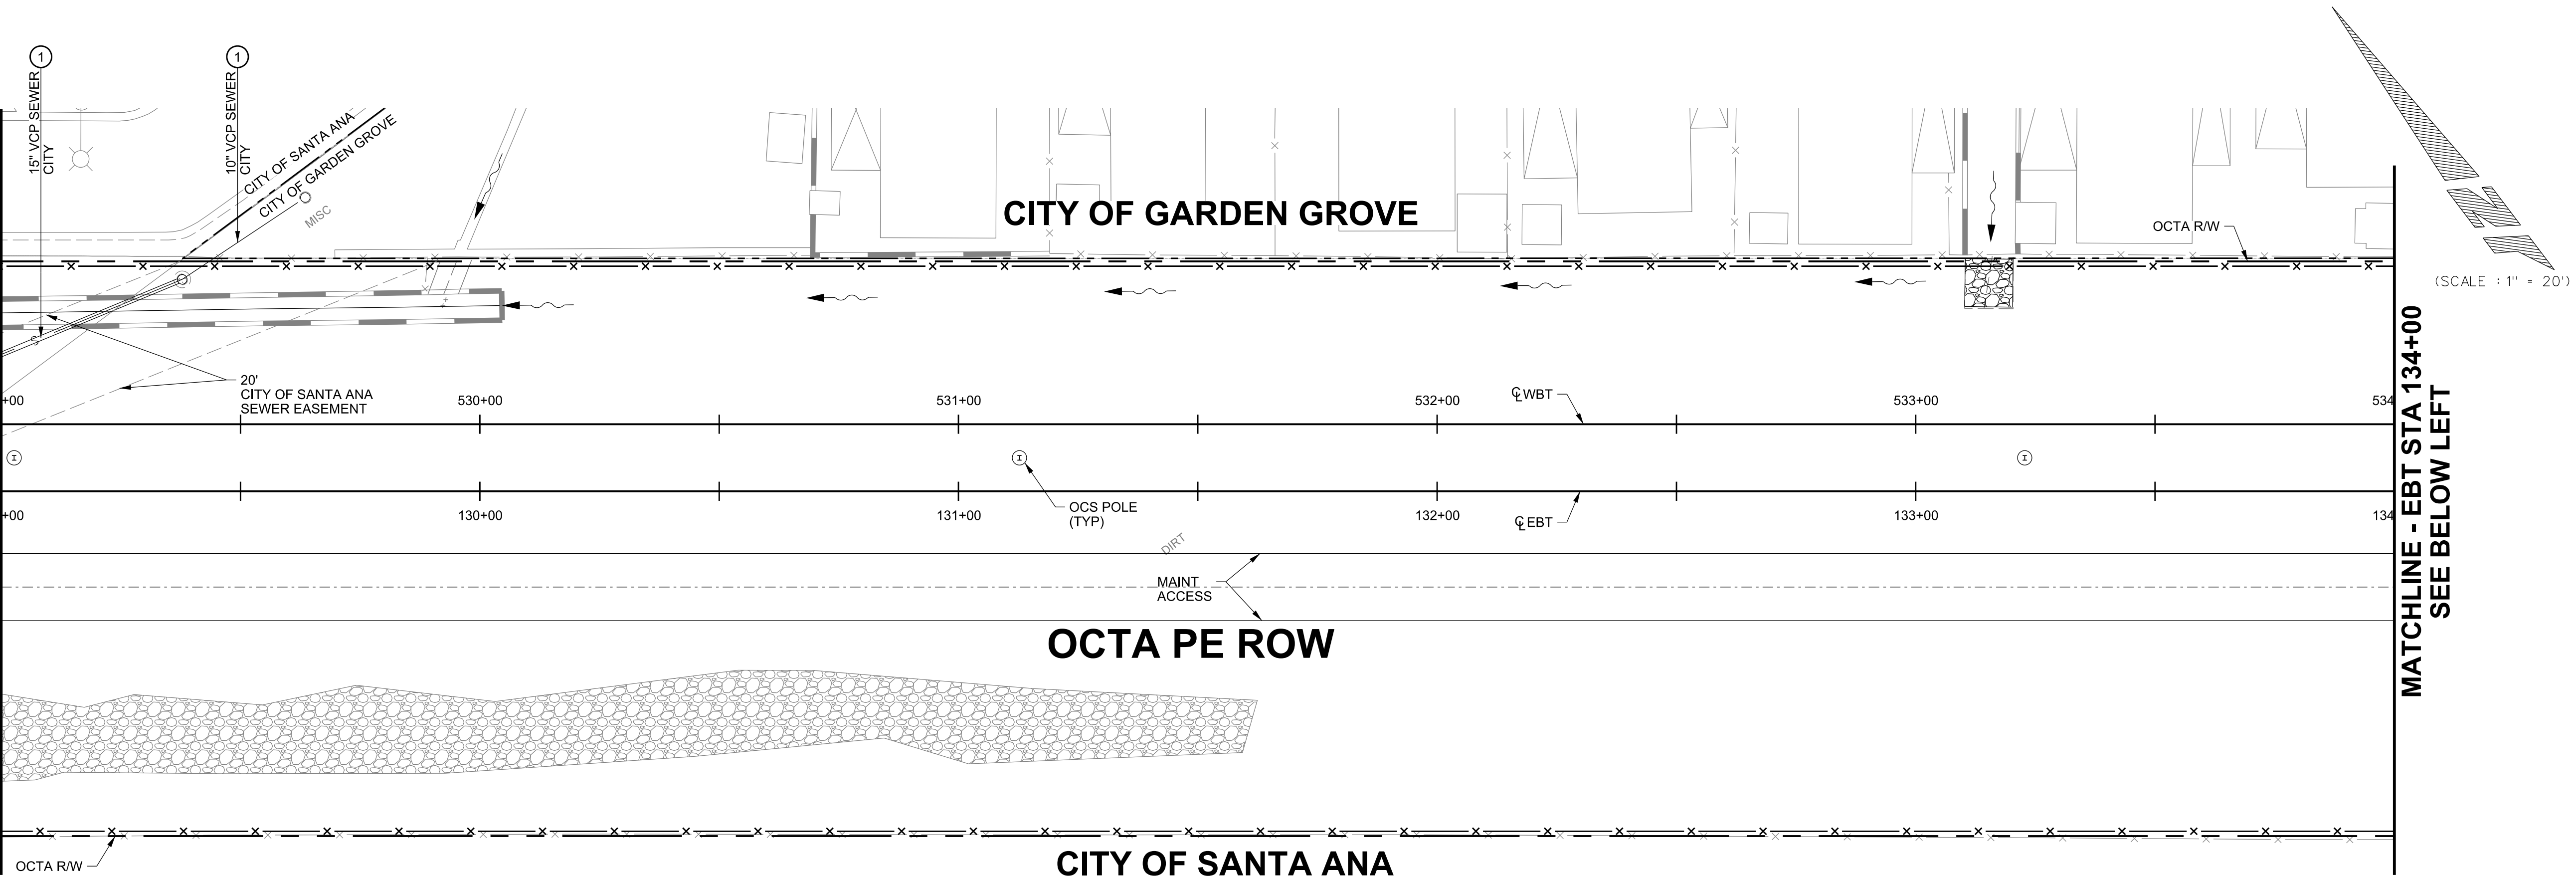 1
15" VCP SEWER
CITY
1
10" VCP SEWER
CITY
CITY OF SANTA ANA
CITY OF GARDEN GROVE
MISC
CITY OF GARDEN GROVE
OCTA R/W
N
(SCALE : 1" = 20')
20'
CITY OF SANTA ANA
SEWER EASEMENT
S
+00
530+00
531+00
532+00
℄ WBT
533+00
534
I
I
I
OCS POLE
(TYP)
+00
130+00
131+00
132+00
℄ EBT
133+00
134
DIRT
MAINT
ACCESS
OCTA PE ROW
MATCHLINE - EBT STA 134+00
SEE BELOW LEFT
OCTA R/W
CITY OF SANTA ANA